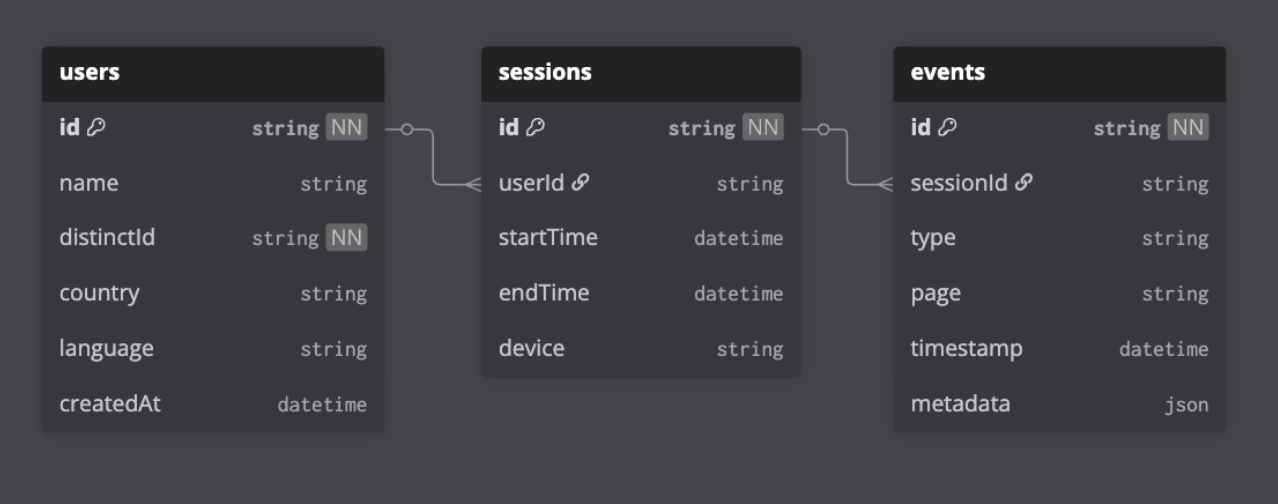 users
id string NN
name string
distinctId string NN
country string
language string
createdAt datetime
sessions
id string NN
userId string
startTime datetime
endTime datetime
device string
events
id string NN
sessionId string
type string
page string
timestamp datetime
metadata json